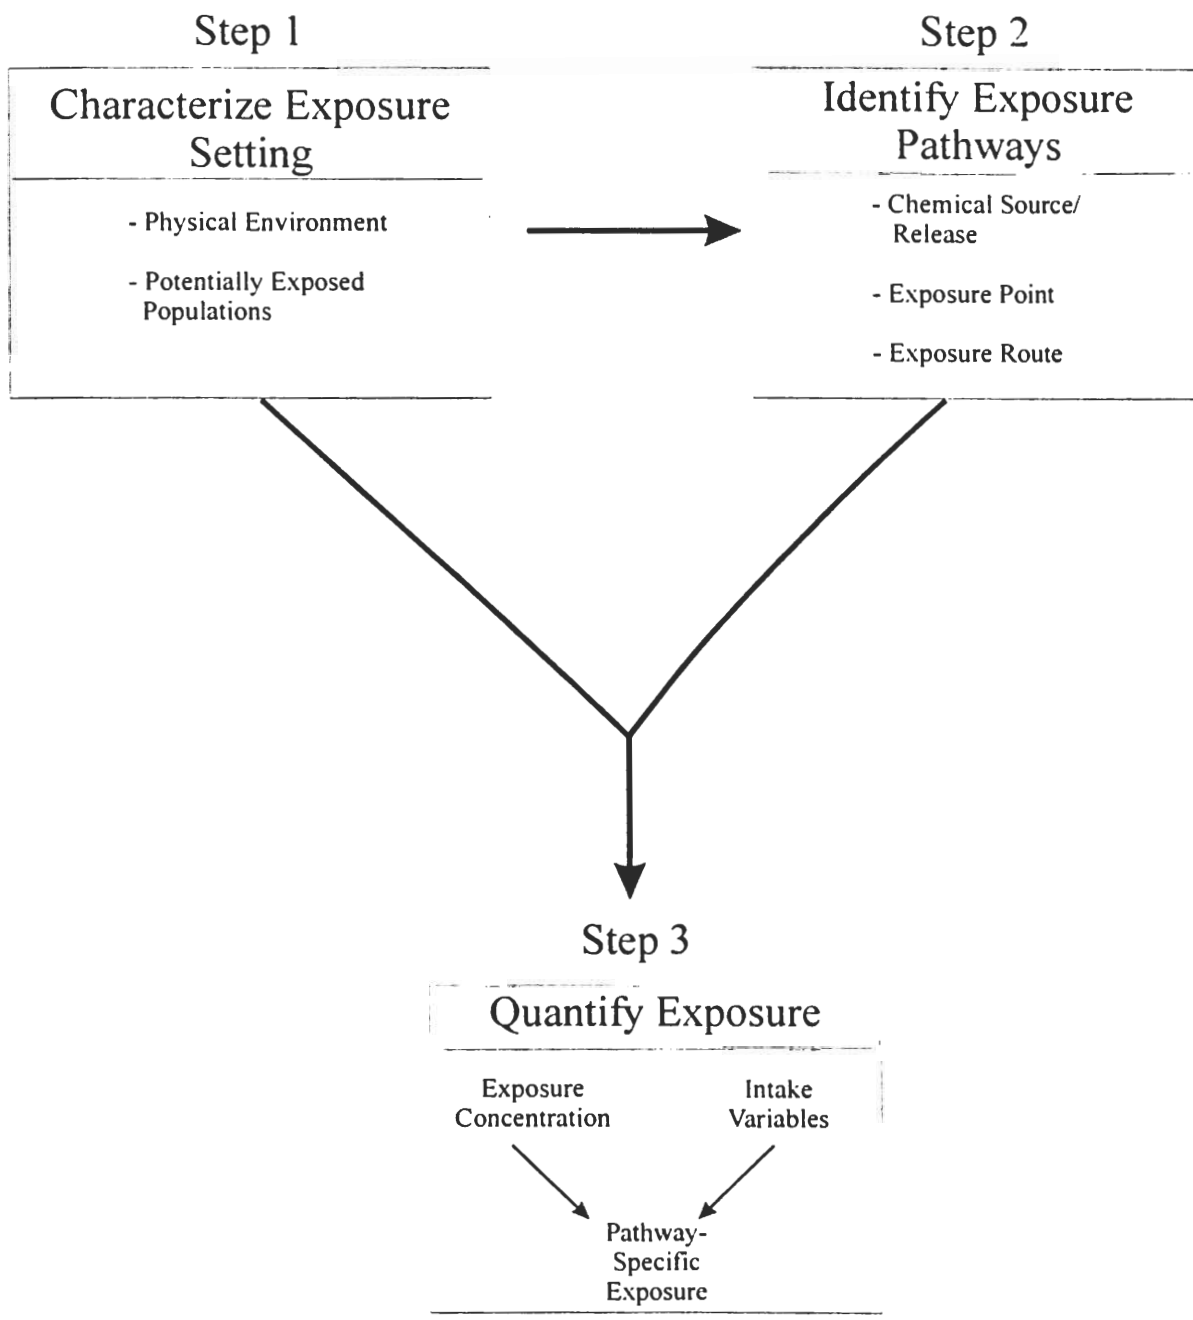 Step 1
Characterize Exposure
Setting
- Physical Environment
- Potentially Exposed
Populations
Step 2
Identify Exposure
Pathways
- Chemical Source/
Release
- Exposure Point
- Exposure Route
Step 3
Quantify Exposure
Exposure
Concentration
Intake
Variables
Pathway-
Specific
Exposure